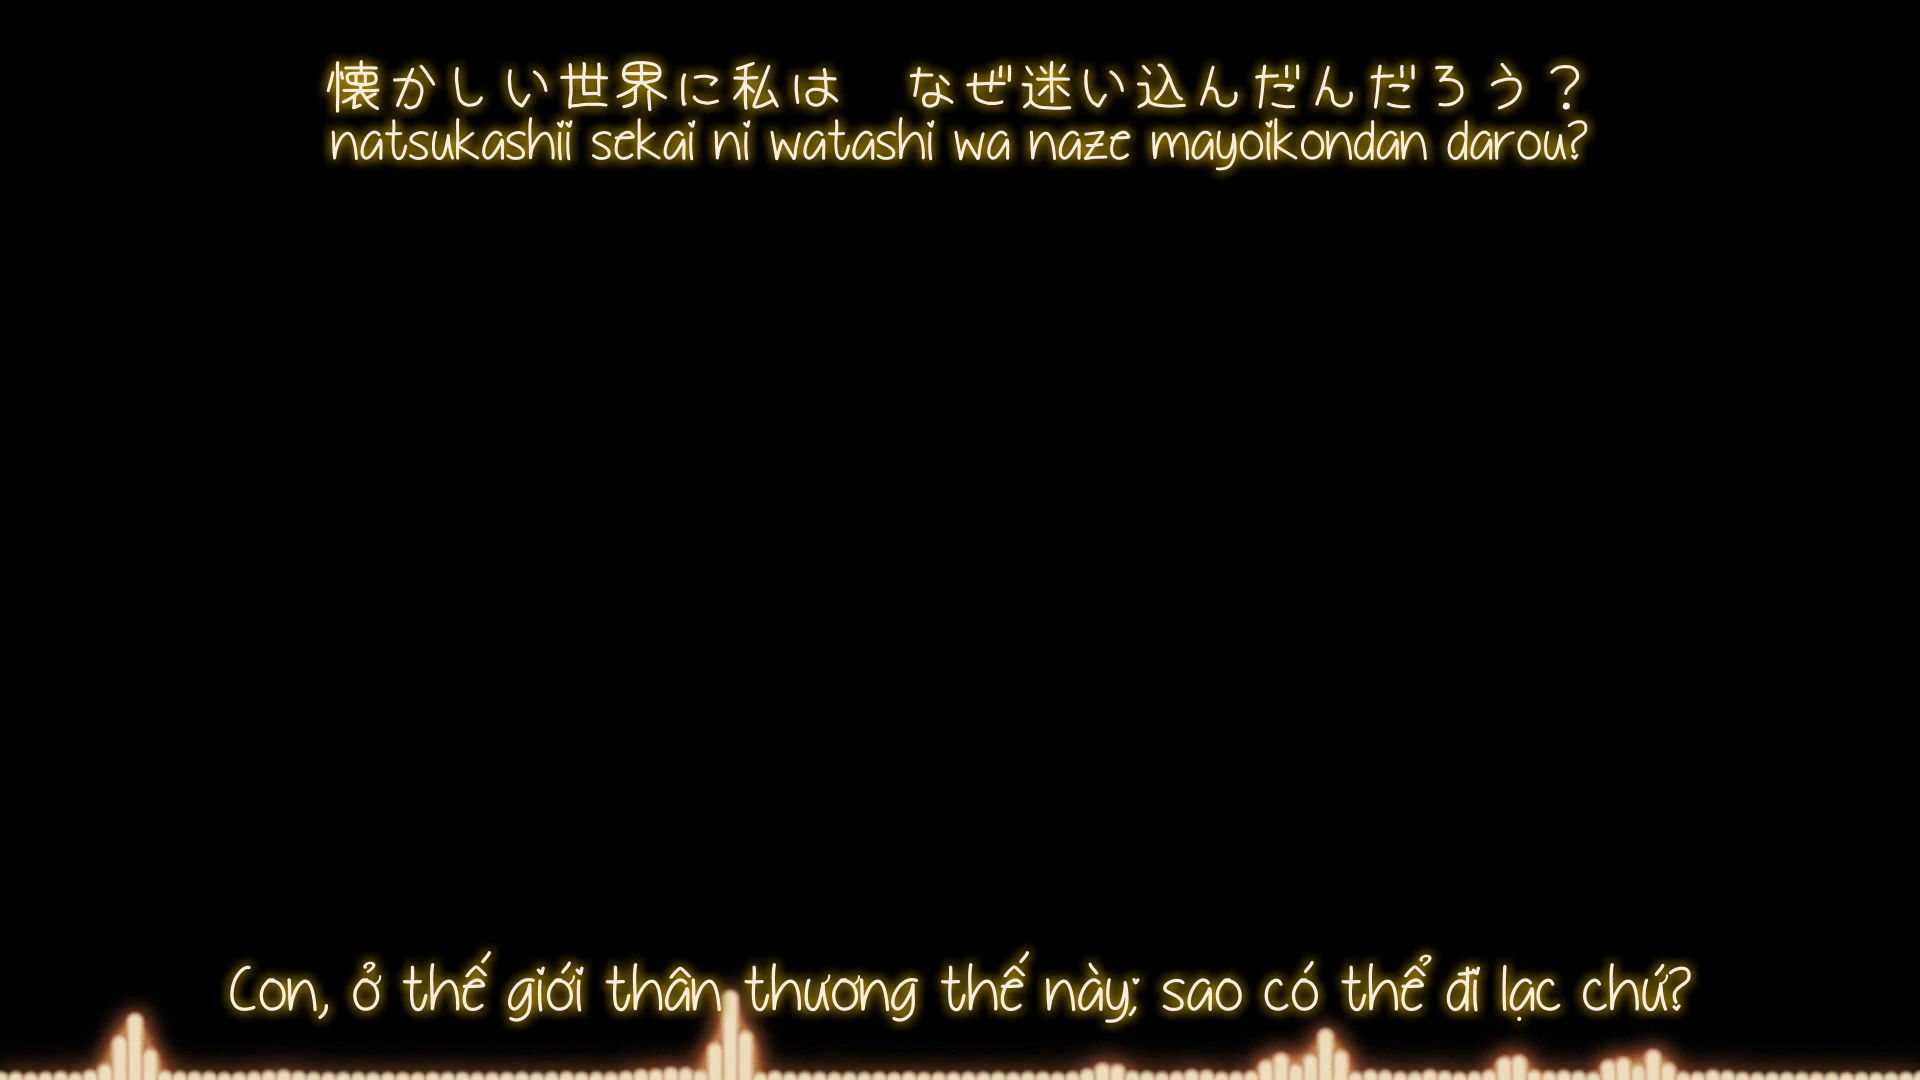 懐かしい世界に私は　なぜ迷い込んだんだろう？
natsukashii sekai ni watashi wa naze mayoikondan darou?
Con, ở thế giới thân thương thế này; sao có thể đi lạc chứ?